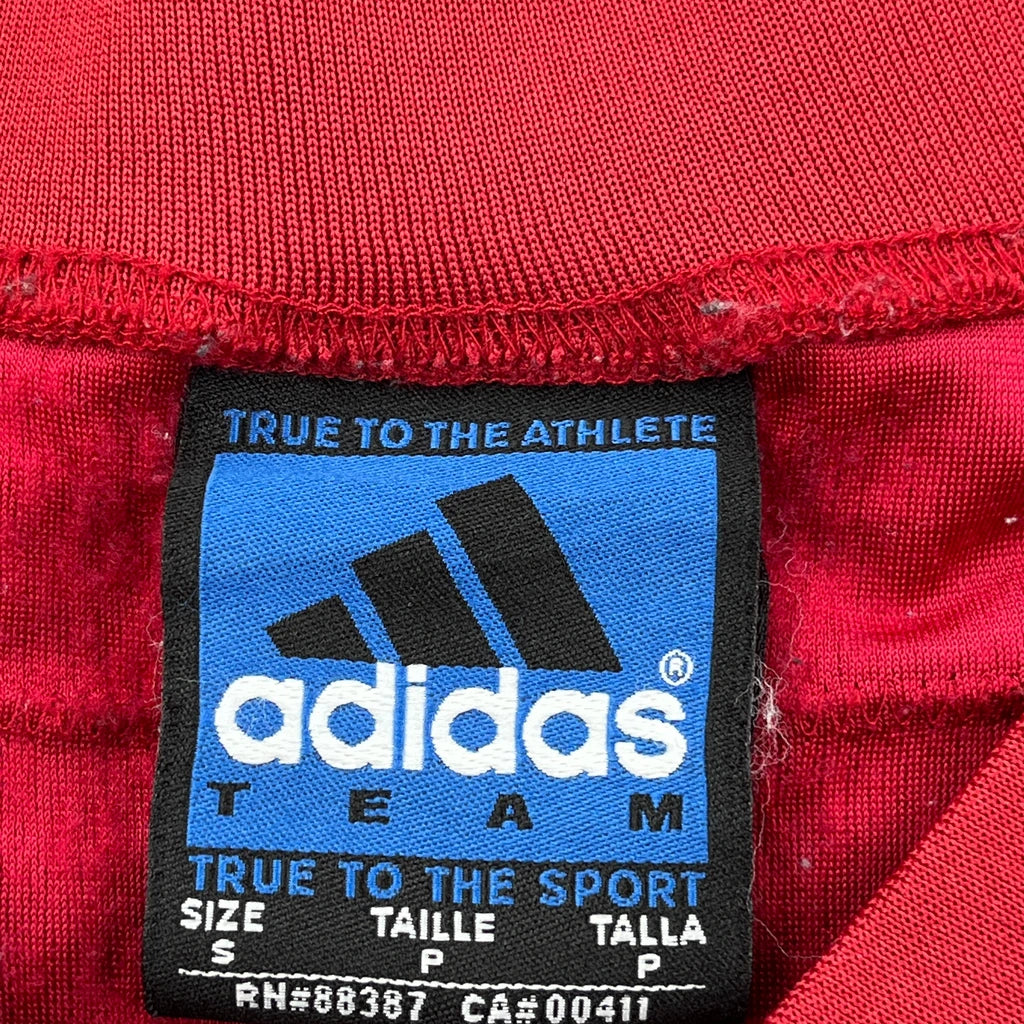 TRUE TO THE ATHLETE
adidas®
TEAM
TRUE TO THE SPORT
SIZE TAILLE TALLA
S P P
RN#88387 CA#00411